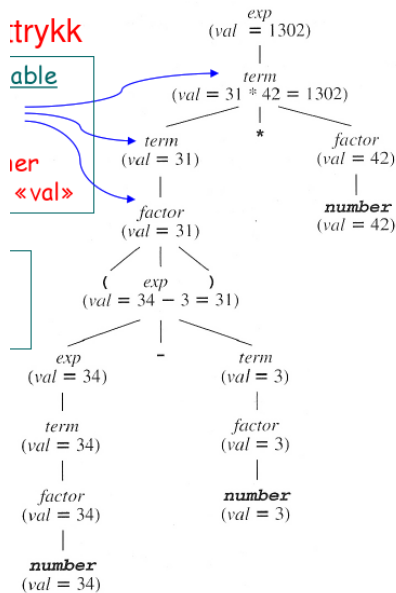 ttrykk
able
ner
«val»
exp
(val = 1302)
term
(val = 31 * 42 = 1302)
term
(val = 31)
*
factor
(val = 42)
number
(val = 42)
factor
(val = 31)
(
exp
)
(val = 34 − 3 = 31)
exp
(val = 34)
-
term
(val = 3)
term
(val = 34)
factor
(val = 3)
factor
(val = 34)
number
(val = 3)
number
(val = 34)